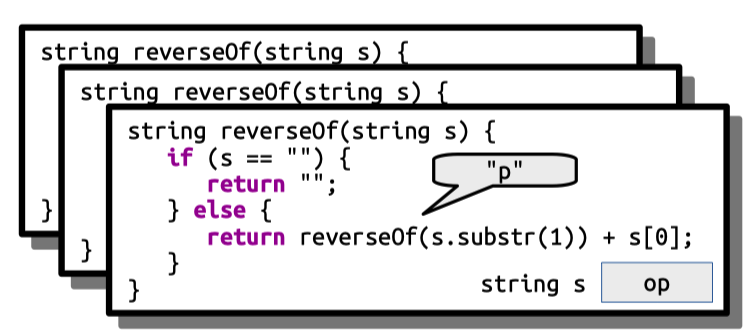 string reverseOf(string s) {
string reverseOf(string s) {
string reverseOf(string s) {
if (s == "") {
"p"
return "";
} else {
return reverseOf(s.substr(1)) + s[0];
}
}
}
string s op
}